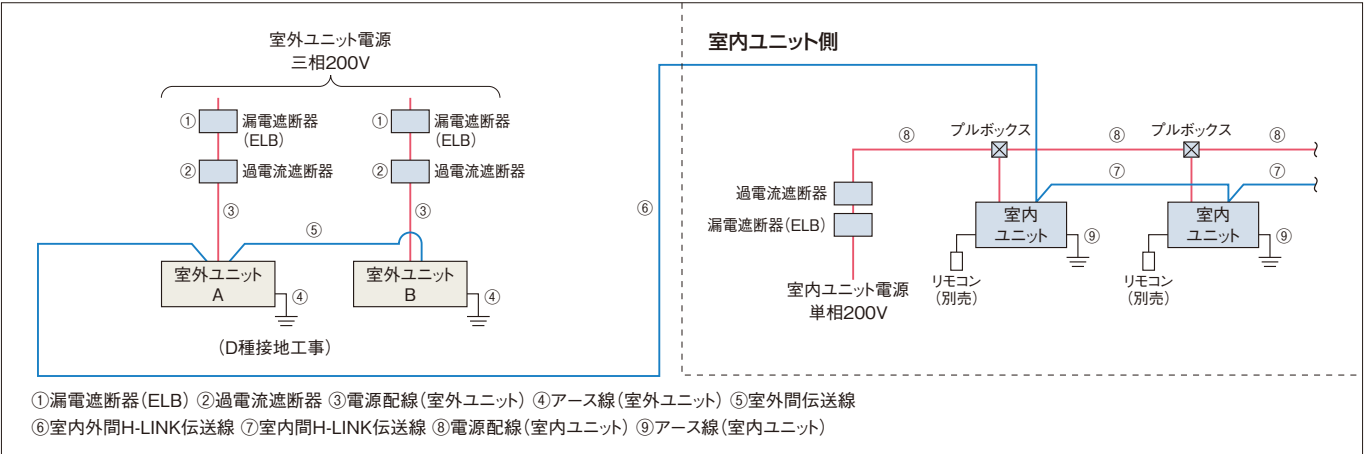 室外ユニット電源
三相200V
① 漏電遮断器
(ELB)
② 過電流遮断器
③
① 漏電遮断器
(ELB)
② 過電流遮断器
③
⑤
室外ユニット
A
④
室外ユニット
B
④
(D種接地工事)
⑥
室内ユニット側
⑧
プルボックス
⑧
プルボックス
⑧
⑦
⑦
過電流遮断器
漏電遮断器(ELB)
室内ユニット電源
単相200V
室内
ユニット
⑨
リモコン
(別売)
室内
ユニット
⑨
リモコン
(別売)
①漏電遮断器(ELB) ②過電流遮断器 ③電源配線(室外ユニット) ④アース線(室外ユニット) ⑤室外間伝送線
⑥室内外間H-LINK伝送線 ⑦室内間H-LINK伝送線 ⑧電源配線(室内ユニット) ⑨アース線(室内ユニット)